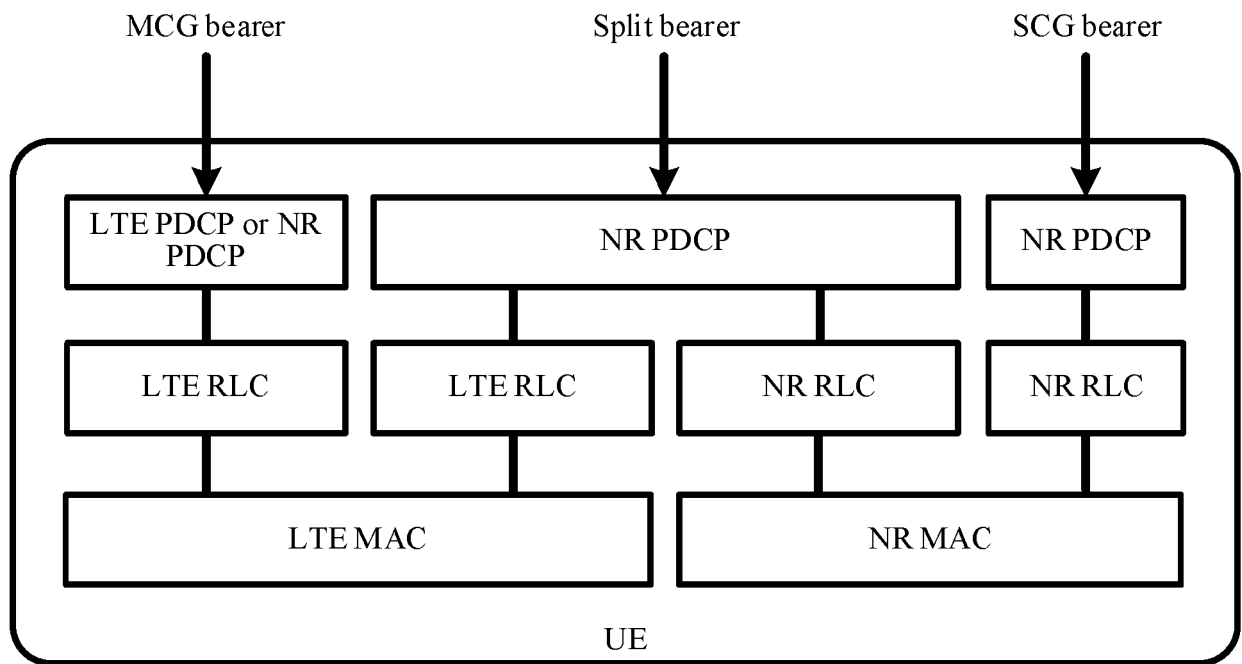 MCG bearer
Split bearer
SCG bearer
LTE PDCP or NR
PDCP
NR PDCP
NR PDCP
LTE RLC
LTE RLC
NR RLC
NR RLC
LTE MAC
NR MAC
UE